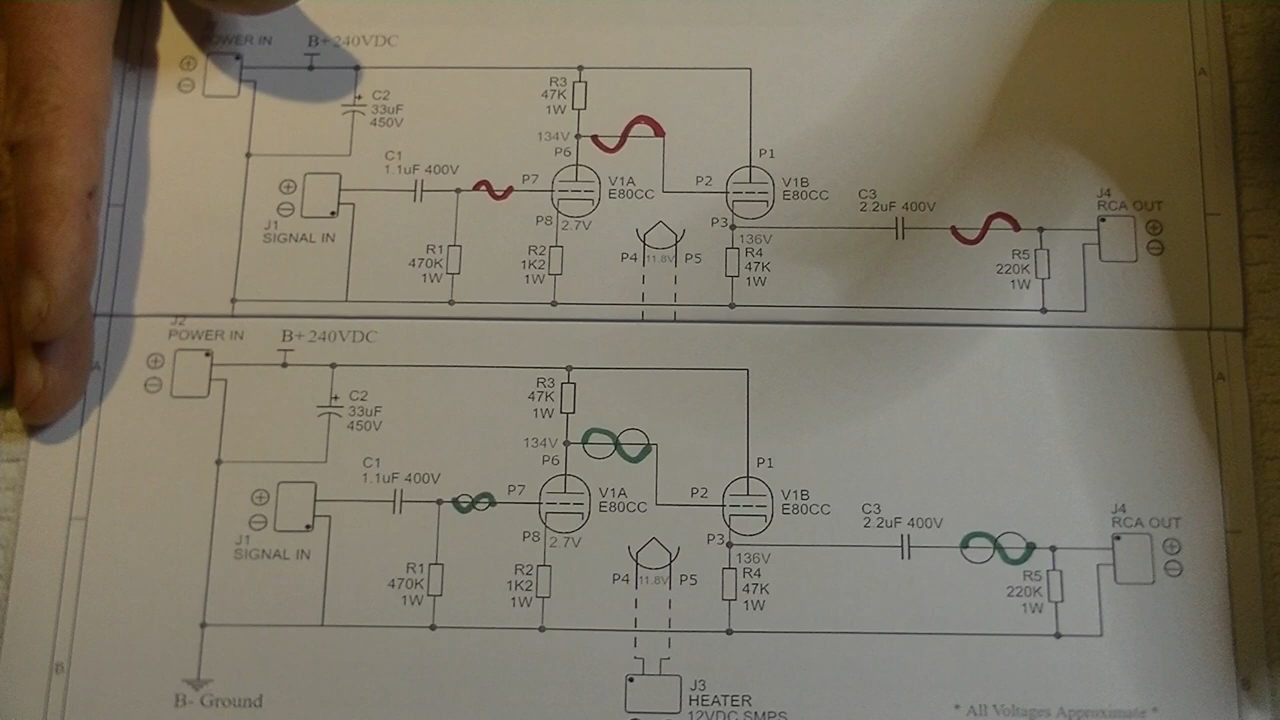 POWER IN
B+240VDC
C2
33uF
450V
R3
47K
1W
134V
P6
P1
C1
1.1uF 400V
P7
V1A
E80CC
P2
V1B
E80CC
C3
2.2uF 400V
J4
RCA OUT
J1
SIGNAL IN
P8
2.7V
P3
136V
R1
470K
1W
R2
1K2
1W
P4
11.8V
P5
R4
47K
1W
R5
220K
1W
A
J2
POWER IN
B+240VDC
C2
33uF
450V
R3
47K
1W
134V
P6
P1
A
A
C1
1.1uF 400V
P7
V1A
E80CC
P2
V1B
E80CC
C3
2.2uF 400V
J4
RCA OUT
J1
SIGNAL IN
P8
2.7V
P3
136V
R1
470K
1W
R2
1K2
1W
P4
11.8V
P5
R4
47K
1W
R5
220K
1W
B
B- Ground
J3
HEATER
12VDC SMPS
* All Voltages Approximate *